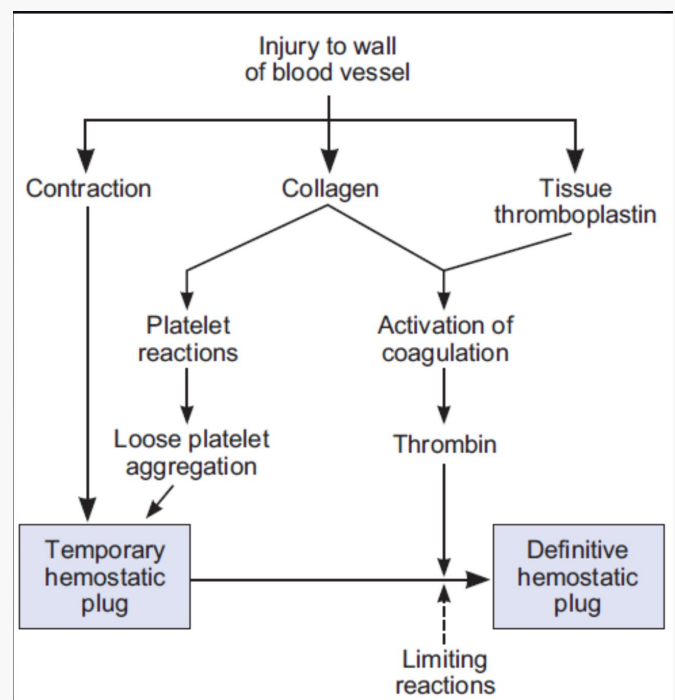 Injury to wall
of blood vessel
Contraction
Collagen
Tissue
thromboplastin
Platelet
reactions
Activation of
coagulation
Loose platelet
aggregation
Thrombin
Temporary
hemostatic
plug
Definitive
hemostatic
plug
Limiting
reactions